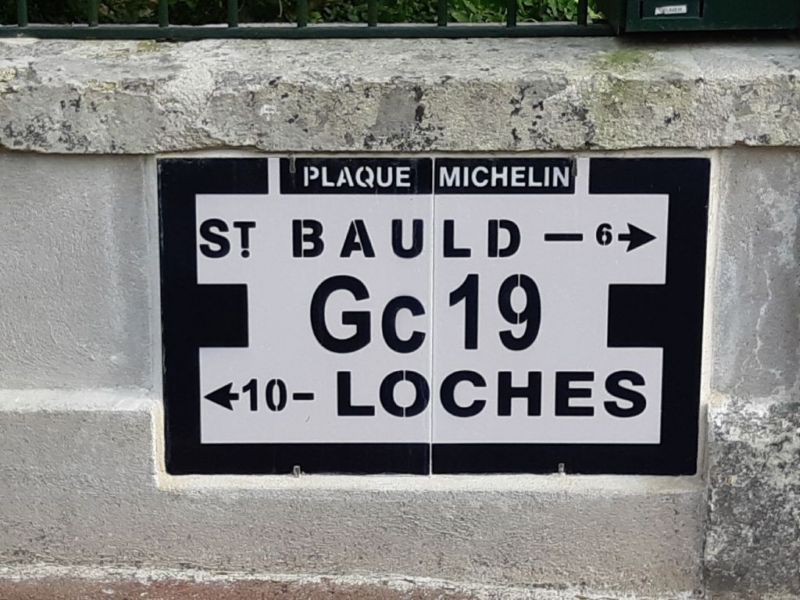 PLAQUE MICHELIN
ST BAULD — 6 →
Gc 19
← 10 - LOCHES